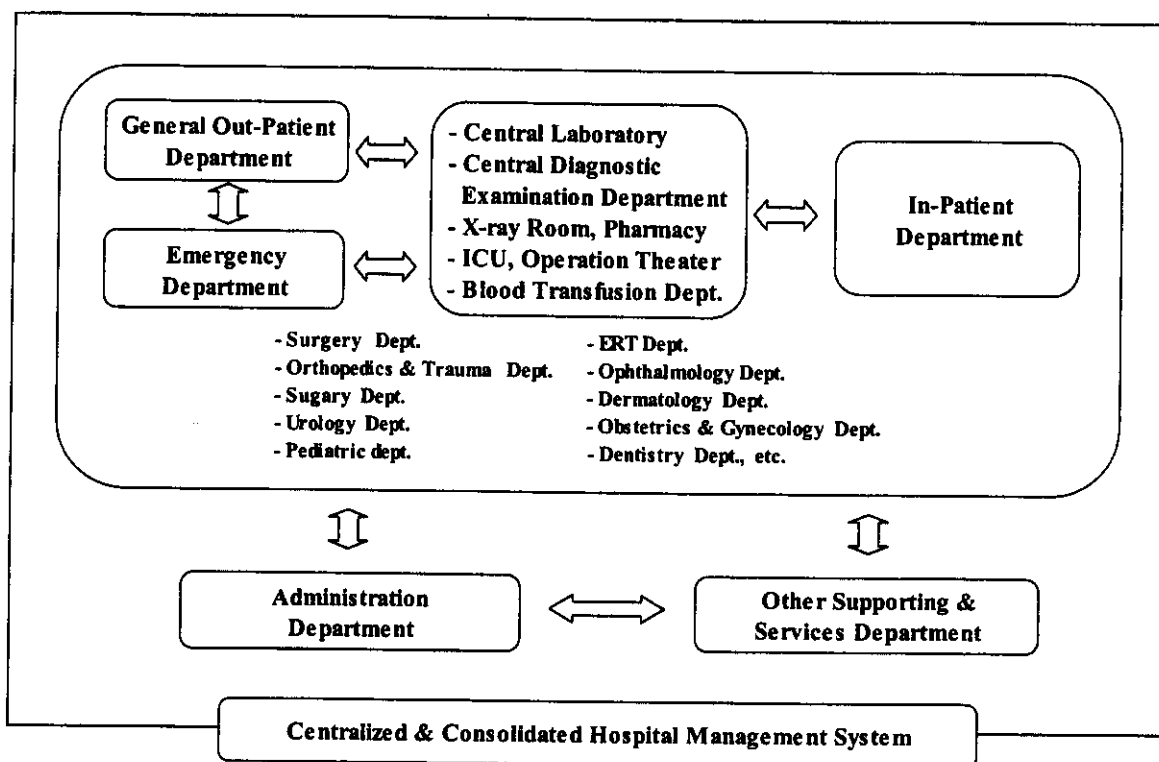 General Out-Patient
Department
Emergency
Department
- Central Laboratory
- Central Diagnostic
Examination Department
- X-ray Room, Pharmacy
- ICU, Operation Theater
- Blood Transfusion Dept.
In-Patient
Department
- Surgery Dept.
- Orthopedics & Trauma Dept.
- Sugary Dept.
- Urology Dept.
- Pediatric dept.
- ERT Dept.
- Ophthalmology Dept.
- Dermatology Dept.
- Obstetrics & Gynecology Dept.
- Dentistry Dept., etc.
Administration
Department
Other Supporting &
Services Department
Centralized & Consolidated Hospital Management System